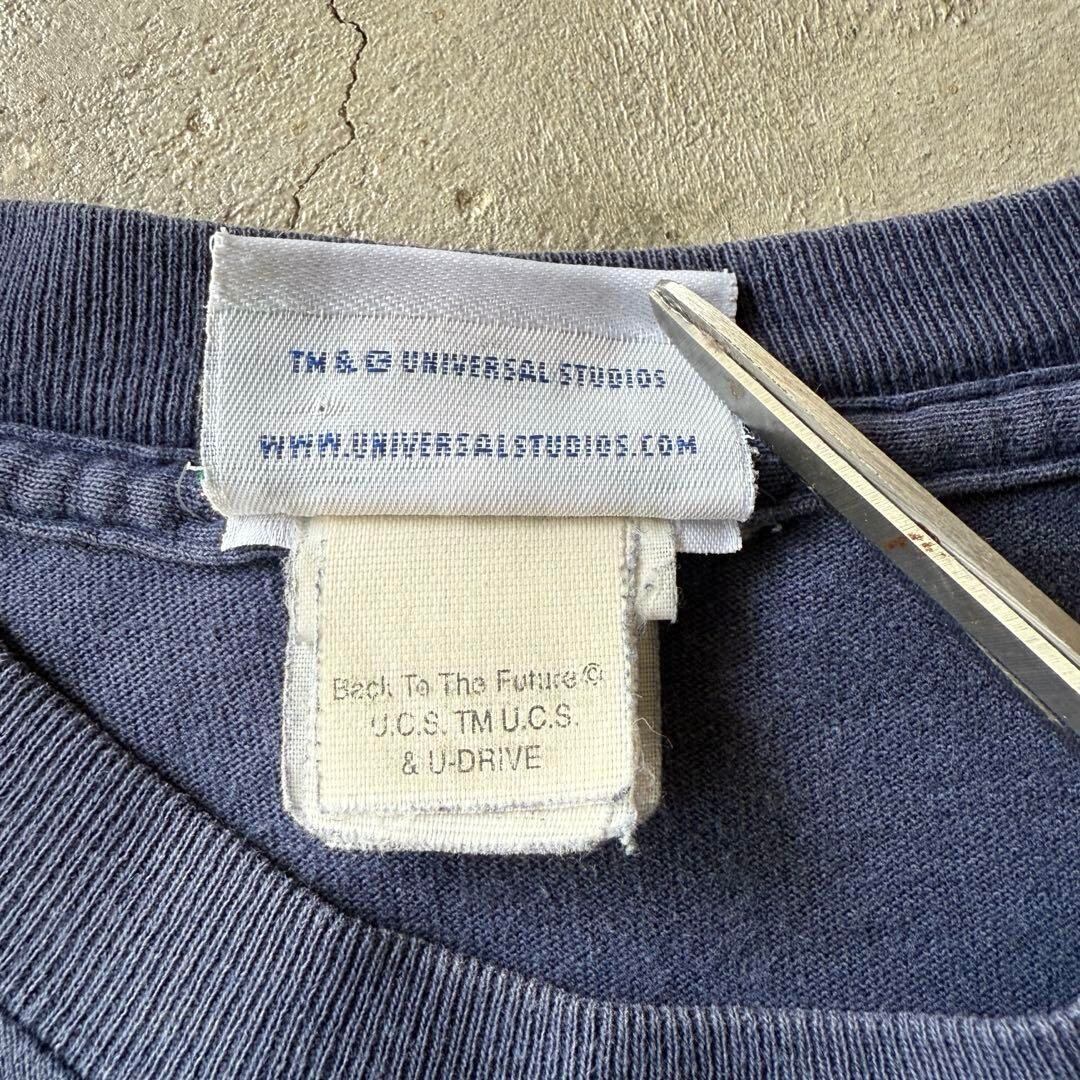 TM & © UNIVERSAL STUDIOS
WWW.UNIVERSALSTUDIOS.COM
Back To The Future©
U.C.S. TM U.C.S.
& U-DRIVE